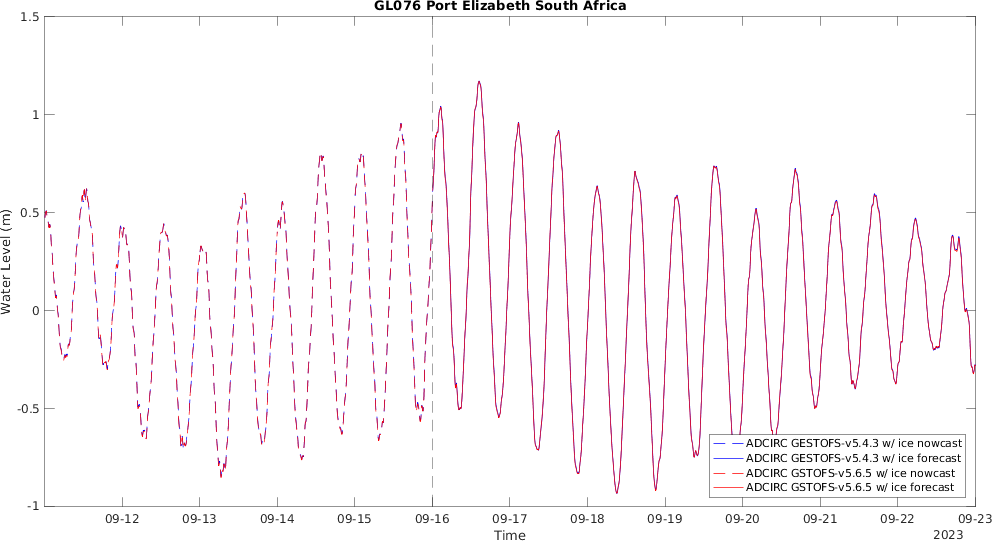 GL076 Port Elizabeth South Africa
1.5
1
0.5
0
-0.5
-1
Water Level (m)
09-12 09-13 09-14 09-15 09-16 09-17 09-18 09-19 09-20 09-21 09-22 09-23
Time
2023
ADCIRC GESTOFS-v5.4.3 w/ ice nowcast
ADCIRC GESTOFS-v5.4.3 w/ ice forecast
ADCIRC GSTOFS-v5.6.5 w/ ice nowcast
ADCIRC GSTOFS-v5.6.5 w/ ice forecast